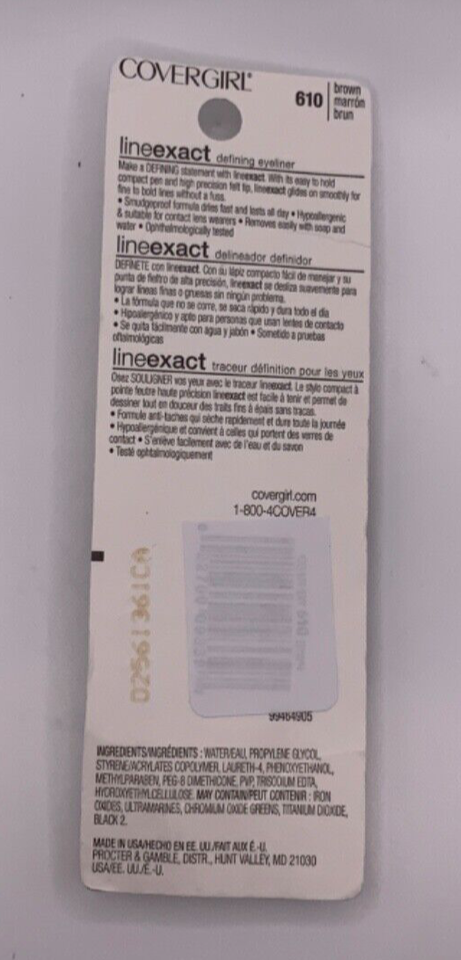 COVERGIRL®
610
brown
marrón
brun
lineexact defining eyeliner
Make a DEFINING statement with lineexact. With its easy to hold
compact pen and high precision felt tip, lineexact glides on smoothly for
fine to bold lines without a fuss.
• Smudgeproof formula dries fast and lasts all day • Hypoallergenic
& suitable for contact lens wearers • Removes easily with soap and
water • Ophthalmologically tested
lineexact delineador definidor
DEFÍNETE con lineexact. Con su lápiz compacto fácil de manejar y su
punta de fieltro de alta precisión, lineexact se desliza suavemente para
lograr líneas finas o gruesas sin ningún problema.
• La fórmula que no se corre, se seca rápido y dura todo el día
• Hipoalergénico y apto para personas que usan lentes de contacto
• Se quita fácilmente con agua y jabón • Sometido a pruebas
oftalmológicas
lineexact traceur définition pour les yeux
Osez SOULIGNER vos yeux avec le traceur lineexact. Le stylo compact à
pointe feutre haute précision lineexact est facile à tenir et permet de
dessiner tout en douceur des traits fins à épais sans tracas.
• Formule anti-taches qui sèche rapidement et dure toute la journée
• Hypoallergénique et convient à celles qui portent des verres de
contact • S'enlève facilement avec de l'eau et du savon
• Testé ophtalmologiquement
covergirl.com
1-800-4COVER4
02561361CA
99464905
INGREDIENTS/INGRÉDIENTS : WATER/EAU, PROPYLENE GLYCOL,
STYRENE/ACRYLATES COPOLYMER, LAURETH-4, PHENOXYETHANOL,
METHYLPARABEN, PEG-8 DIMETHICONE, PVP, TRISODIUM EDTA,
HYDROXYETHYLCELLULOSE. MAY CONTAIN/PEUT CONTENIR : IRON
OXIDES, ULTRAMARINES, CHROMIUM OXIDE GREENS, TITANIUM DIOXIDE,
BLACK 2.
MADE IN USA/HECHO EN EE. UU./FAIT AUX É.-U.
PROCTER & GAMBLE, DISTR., HUNT VALLEY, MD 21030
USA/EE. UU./É.-U.